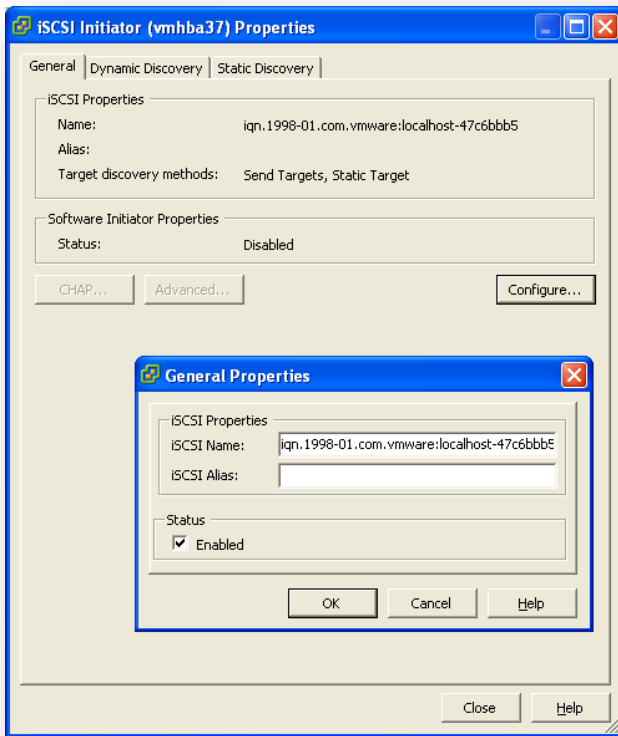 iSCSI Initiator (vmhba37) Properties
General Dynamic Discovery Static Discovery
iSCSI Properties
Name: iqn.1998-01.com.vmware:localhost-47c6bbb5
Alias:
Target discovery methods: Send Targets, Static Target
Software Initiator Properties
Status: Disabled
CHAP... Advanced... Configure...
General Properties
iSCSI Properties
iSCSI Name: iqn.1998-01.com.vmware:localhost-47c6bbb5
iSCSI Alias:
Status
Enabled
OK Cancel Help
Close Help